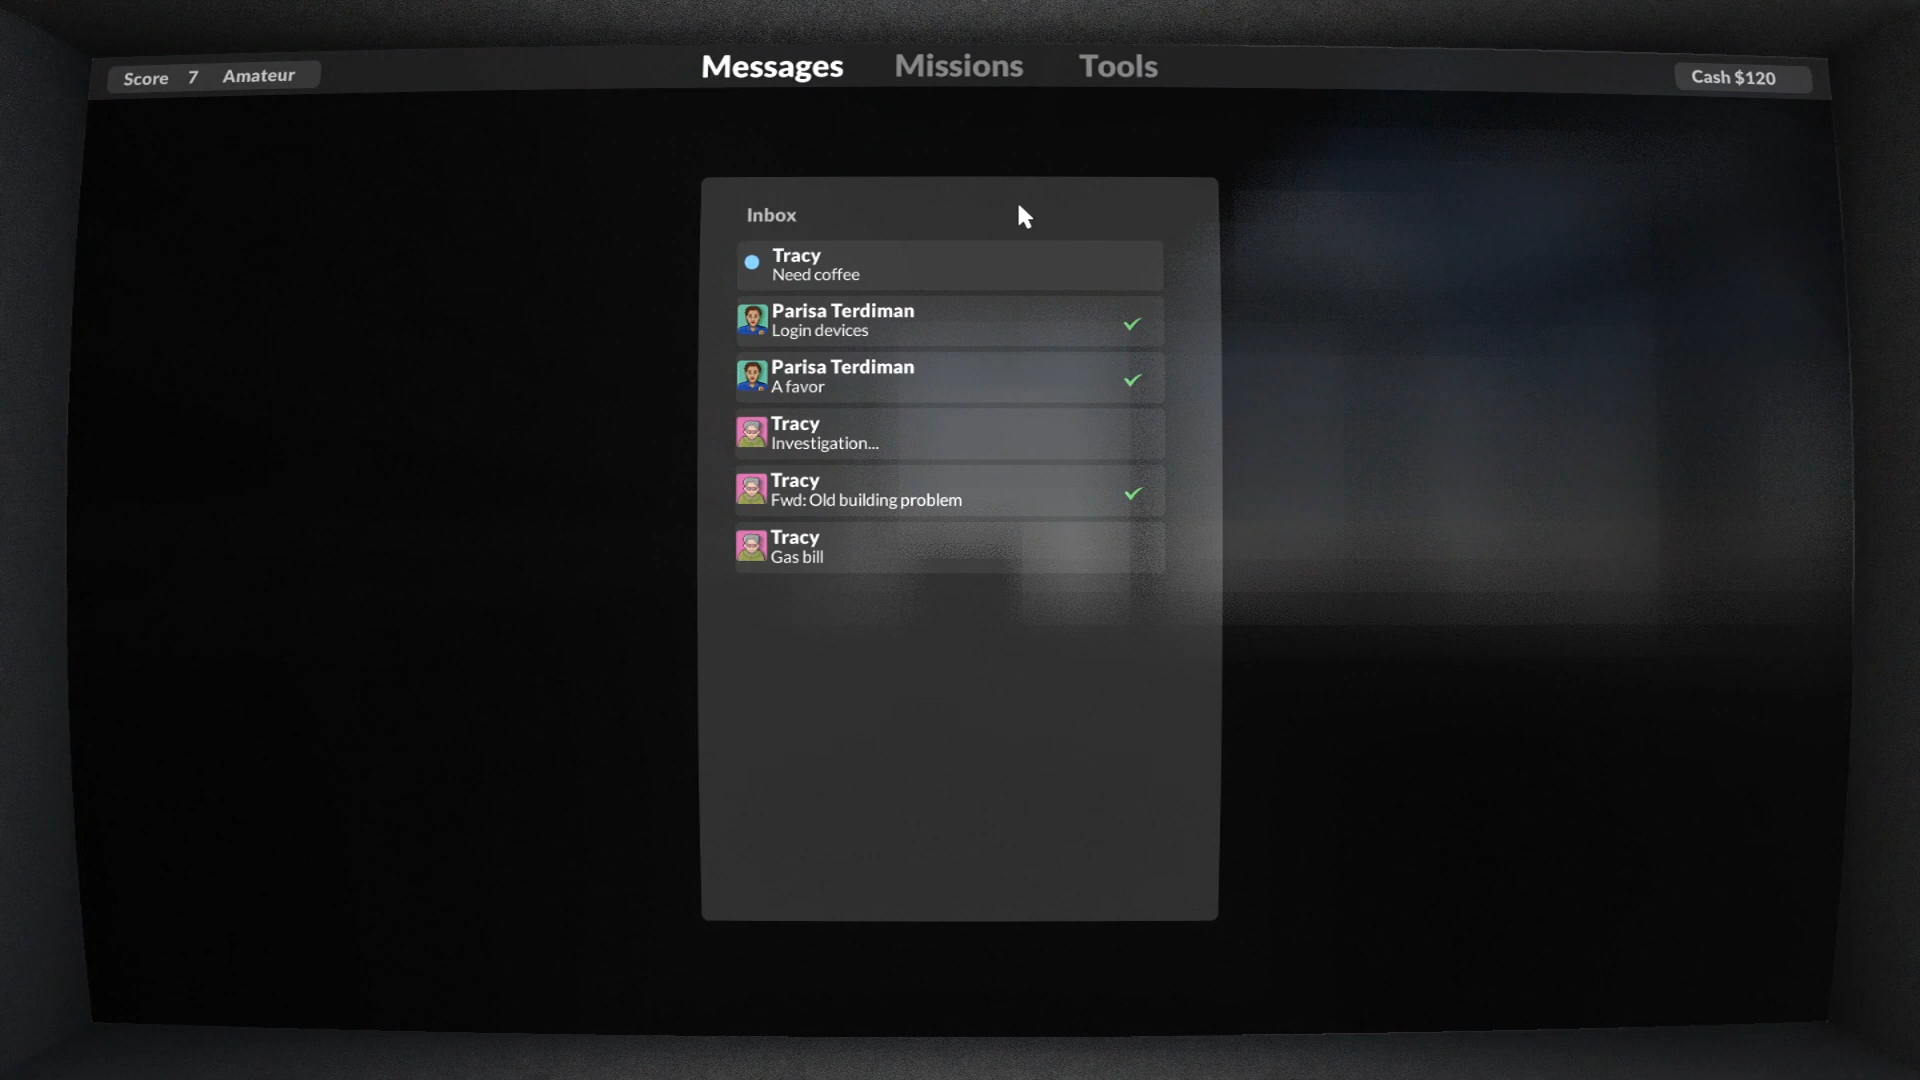 Score 7 Amateur
Messages Missions Tools
Cash $120
Inbox
Tracy
Need coffee
Parisa Terdiman
Login devices
Parisa Terdiman
A favor
Tracy
Investigation...
Tracy
Fwd: Old building problem
Tracy
Gas bill